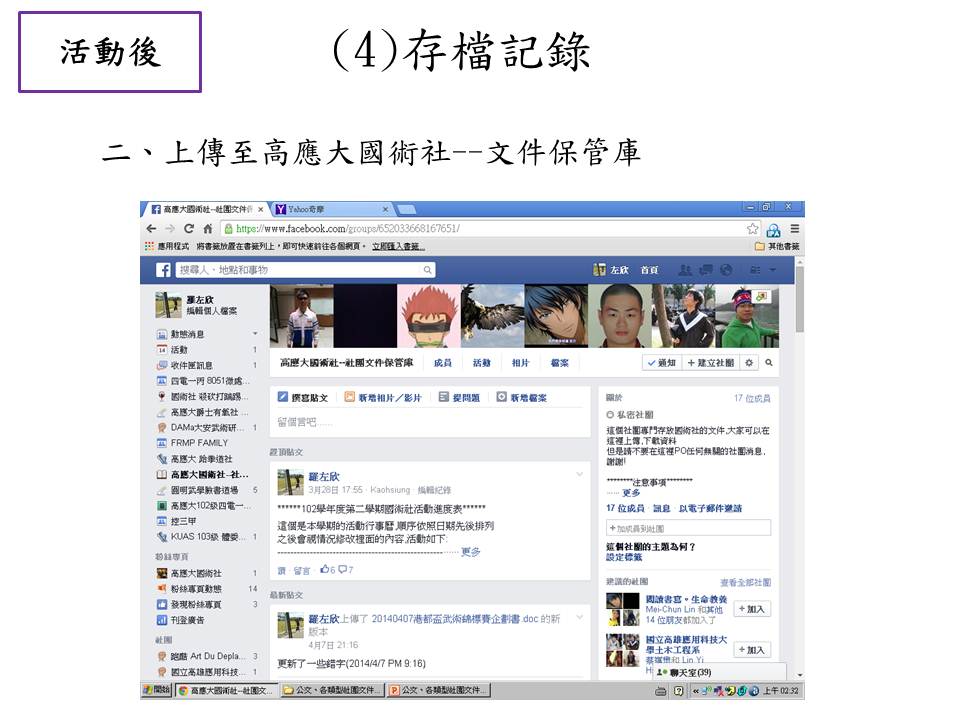 活動後
(4)存檔記錄
二、上傳至高應大國術社--文件保管庫
高應大國術社--社團文件保
Yahoo奇摩
https://www.facebook.com/groups/652033668167651/
應用程式 將書籤放置在書籤列上，即可快速前往各個網頁。 立即匯入書籤...
其他書籤
搜尋人、地點和事物
左欣 首頁
羅左欣
編輯個人檔案
動態消息
活動 1
收件匣訊息 1
四電一丙 8051微處...
國術社 殺砍打踢踢...
高應大爵士有氧社 ...
DAMa大安武術研... 1
FRMP FAMILY
高應大 跆拳道社
高應大國術社--社...
圓明武學臉書道場 5
高應大102級四電一...
控三甲
KUAS 103級 體委... 1
粉絲專頁
高應大國術社 1
粉絲專頁動態 14
發現粉絲專頁 3
刊登廣告
社團
跑酷 Art Du Depla... 3
國立高雄應用科技... 1
高應大國術社--社團文件保管庫 成員 活動 相片 檔案
通知 + 建立社團
撰寫貼文 新增相片／影片 提問題 新增檔案
留個言吧......
置頂貼文
羅左欣
3月28日 17:55 · Kaohsiung · 編輯紀錄
******102學年度第二學期國術社活動進度表******
這個是本學期的活動行事曆,順序依照日期先後排列
之後會視情況修改裡面的內容,活動如下:
------------------------------------------------...... 更多
讚 · 留言 · 6 7
最新貼文
羅左欣上傳了 20140407港都盃武術錦標賽企劃書.doc 的新
版本
4月7日 21:16
更新了一些錯字(2014/4/7 PM 9:16)
關於 17 位成員
私密社團
這個社團專門存放國術社的文件,大家可以在
這裡上傳,下載資料
但是請不要在這裡PO任何無關的社團消息,
謝謝!
********注意事項********
...... 更多
17 位成員 · 訊息 · 以電子郵件邀請
+加成員到社團
這個社團的主題為何？
設定標籤
建議的社團 查看全部社團
閱讀書寫。生命教養
Mei-Chun Lin 和其他
14 位朋友都加入了
+ 加入
國立高雄應用科技大
學土木工程系
+ 加入
聊天室(39)
開始
高應大國術社--社團文...
公文、各類型社團文件...
公文、各類型社團文件...
上午 02:32